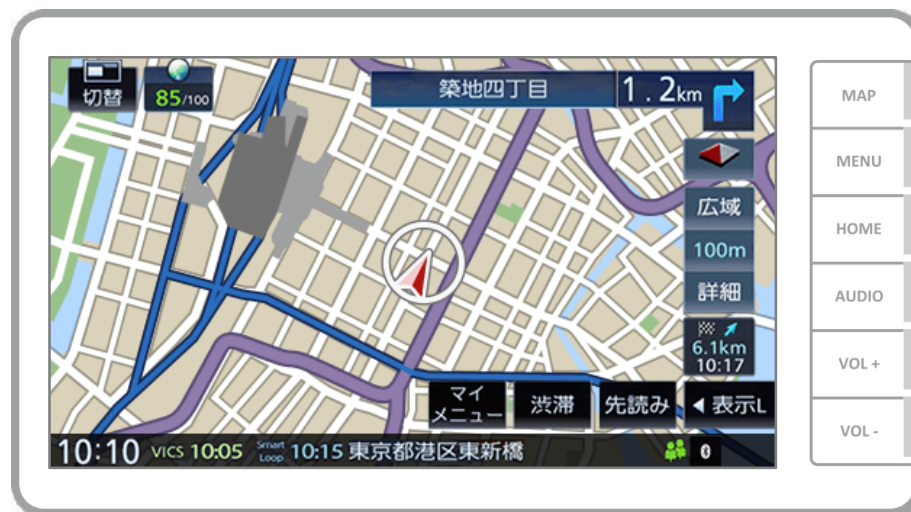 切替
85/100
築地四丁目
1.2km
広域
100m
詳細
6.1km
10:17
マイ
メニュー
渋滞
先読み
◀表示L
10:10 VICS 10:05 Smart Loop 10:15 東京都港区東新橋
MAP
MENU
HOME
AUDIO
VOL +
VOL -